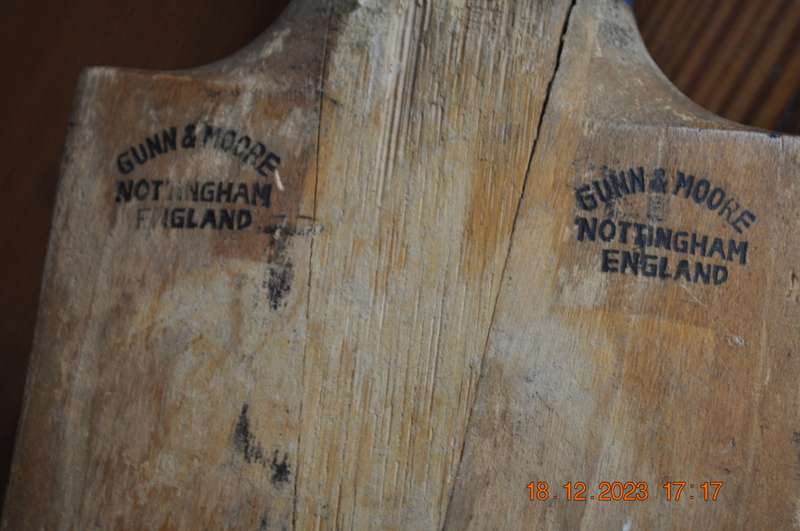 GUNN & MOORE
NOTTINGHAM
ENGLAND
GUNN & MOORE
NOTTINGHAM
ENGLAND
18.12.2023 17:17